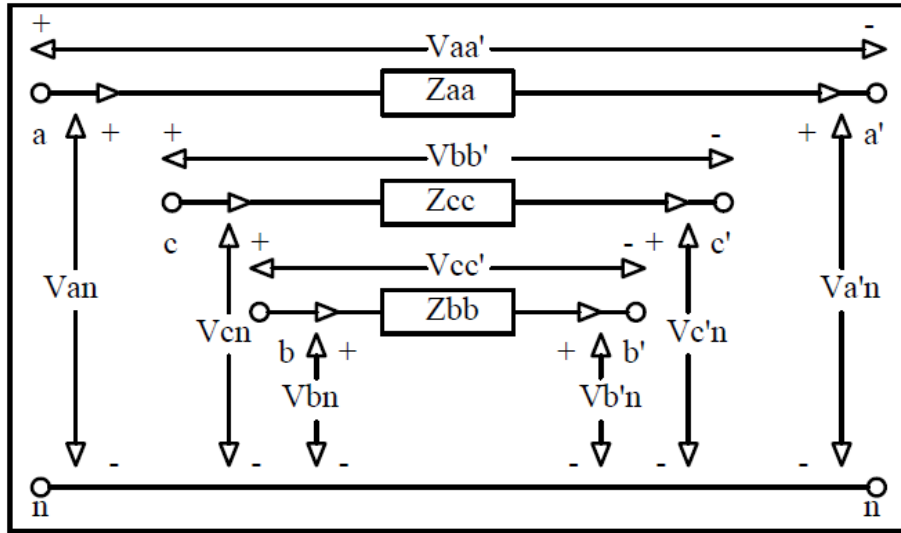 + -
Vaa'
Zaa
a + + a'
+ -
Vbb'
Zcc
c + - + c'
Vcc'
Van Vcn Zbb Vc'n Va'n
b + + b'
Vbn Vb'n
- - - - - -
n n